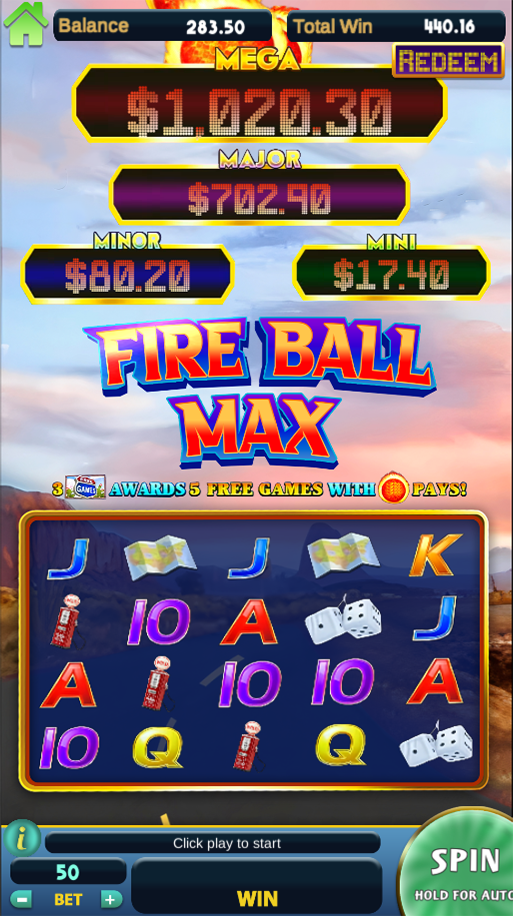 Balance 283.50 Total Win 440.16
MEGA
REDEEM
$1,020.30
MAJOR
$702.90
MINOR MINI
$80.20 $17.40
FIRE BALL
MAX
3 GAMES AWARDS 5 FREE GAMES WITH PAYS!
J J K
10 A J
A 10 10 A
10 Q Q
i Click play to start
50
- BET + WIN
SPIN
HOLD FOR AUTO